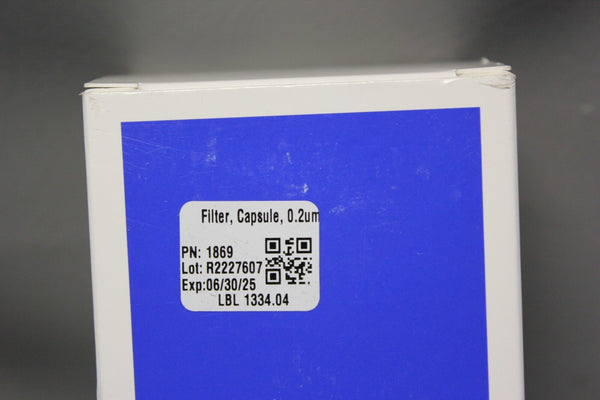 Filter, Capsule, 0.2um
PN: 1869
Lot: R2227607
Exp:06/30/25
LBL 1334.04